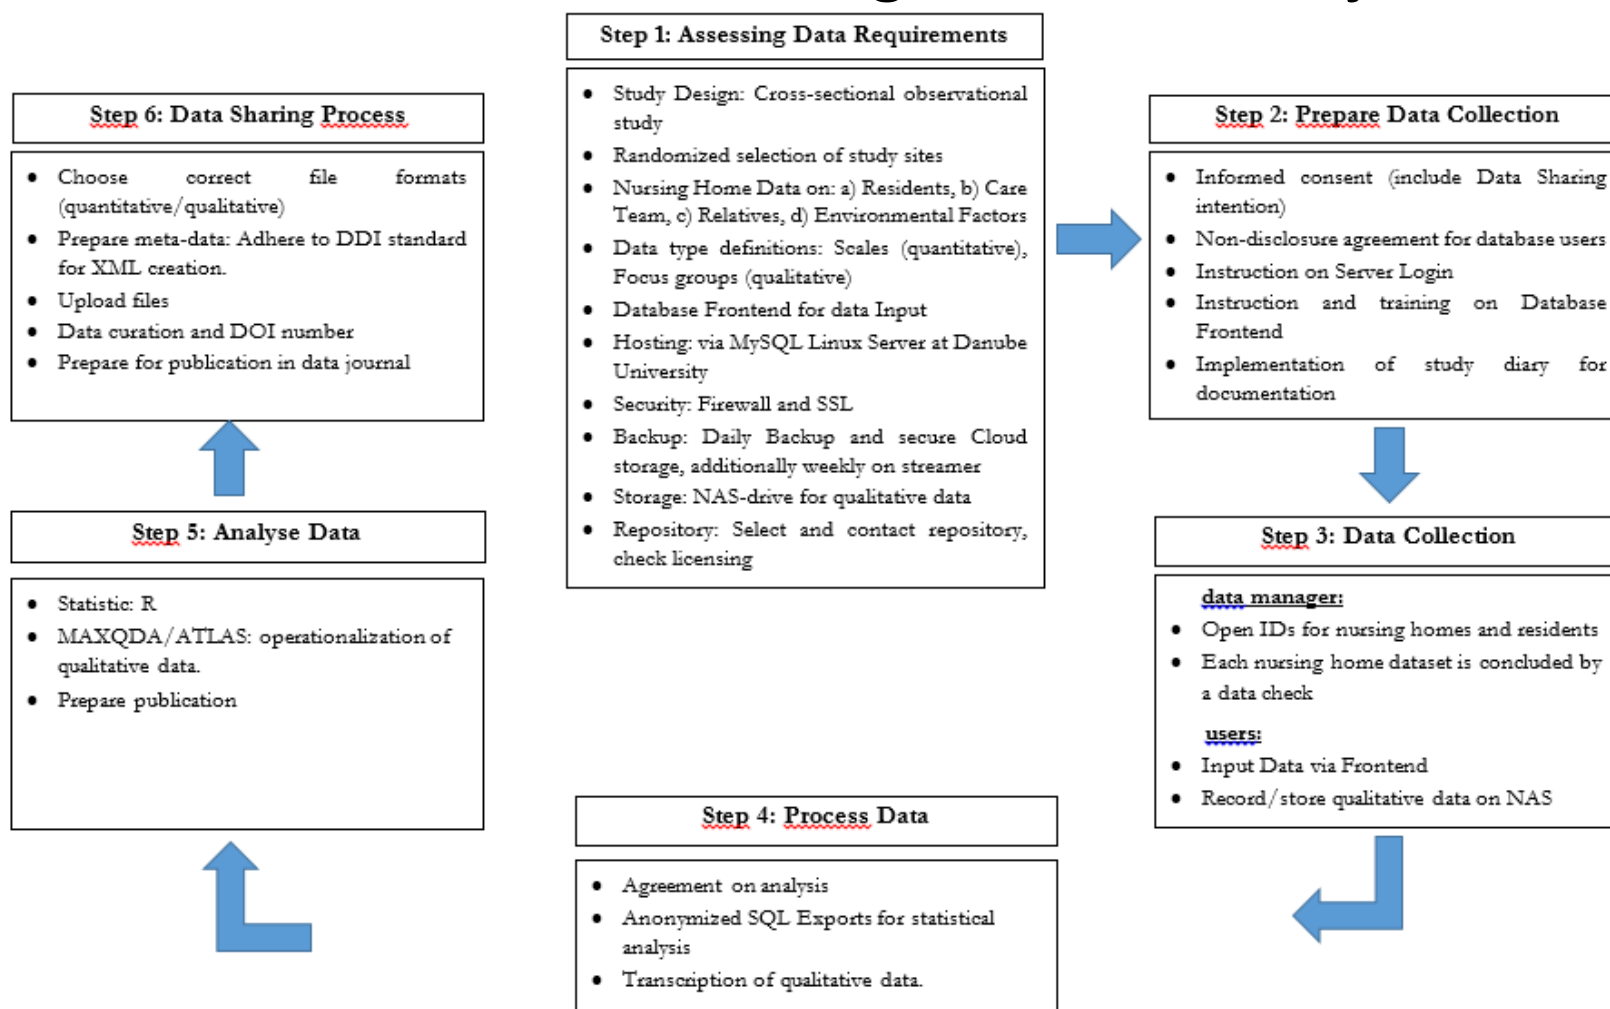 Step 1: Assessing Data Requirements
● Study Design: Cross-sectional observational
study
● Randomized selection of study sites
● Nursing Home Data on: a) Residents, b) Care
Team, c) Relatives, d) Environmental Factors
● Data type definitions: Scales (quantitative),
Focus groups (qualitative)
● Database Frontend for data Input
● Hosting: via MySQL Linux Server at Danube
University
● Security: Firewall and SSL
● Backup: Daily Backup and secure Cloud
storage, additionally weekly on streamer
● Storage: NAS-drive for qualitative data
● Repository: Select and contact repository,
check licensing
Step 2: Prepare Data Collection
● Informed consent (include Data Sharing
intention)
● Non-disclosure agreement for database users
● Instruction on Server Login
● Instruction and training on Database
Frontend
● Implementation of study diary for
documentation
Step 3: Data Collection
data manager:
● Open IDs for nursing homes and residents
● Each nursing home dataset is concluded by
a data check
users:
● Input Data via Frontend
● Record/store qualitative data on NAS
Step 4: Process Data
● Agreement on analysis
● Anonymized SQL Exports for statistical
analysis
● Transcription of qualitative data.
Step 5: Analyse Data
● Statistic: R
● MAXQDA/ATLAS: operationalization of
qualitative data.
● Prepare publication
Step 6: Data Sharing Process
● Choose correct file formats
(quantitative/qualitative)
● Prepare meta-data: Adhere to DDI standard
for XML creation.
● Upload files
● Data curation and DOI number
● Prepare for publication in data journal